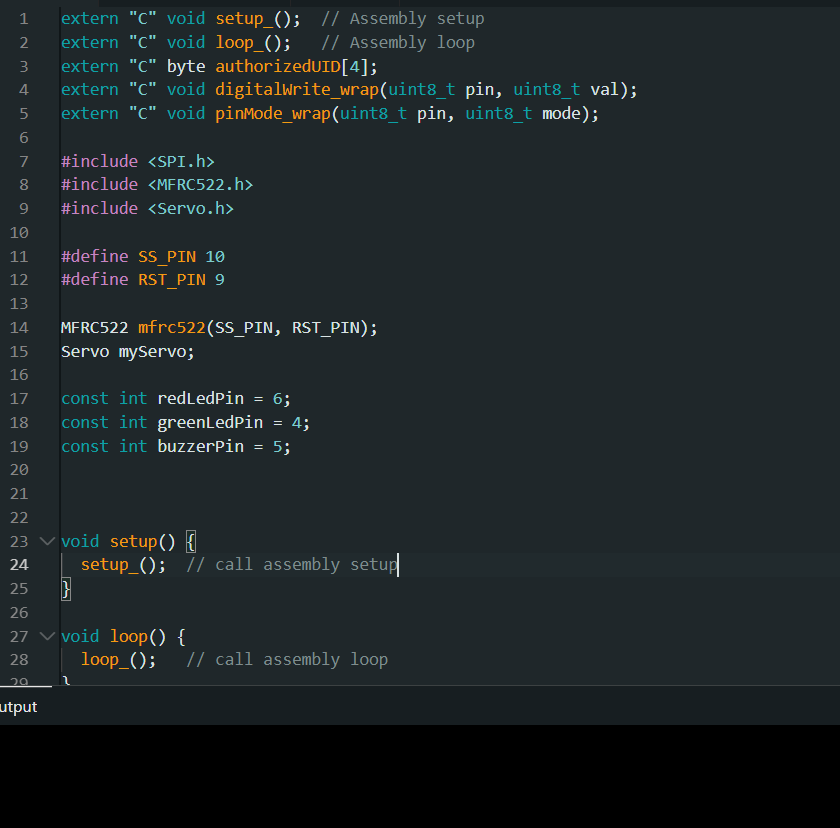 1 extern "C" void setup_();  // Assembly setup
2 extern "C" void loop_();   // Assembly loop
3 extern "C" byte authorizedUID[4];
4 extern "C" void digitalWrite_wrap(uint8_t pin, uint8_t val);
5 extern "C" void pinMode_wrap(uint8_t pin, uint8_t mode);
6
7 #include <SPI.h>
8 #include <MFRC522.h>
9 #include <Servo.h>
10
11 #define SS_PIN 10
12 #define RST_PIN 9
13
14 MFRC522 mfrc522(SS_PIN, RST_PIN);
15 Servo myServo;
16
17 const int redLedPin = 6;
18 const int greenLedPin = 4;
19 const int buzzerPin = 5;
20
21
22
23 void setup() {
24   setup_();  // call assembly setup
25 }
26
27 void loop() {
28   loop_();   // call assembly loop
29 }
utput